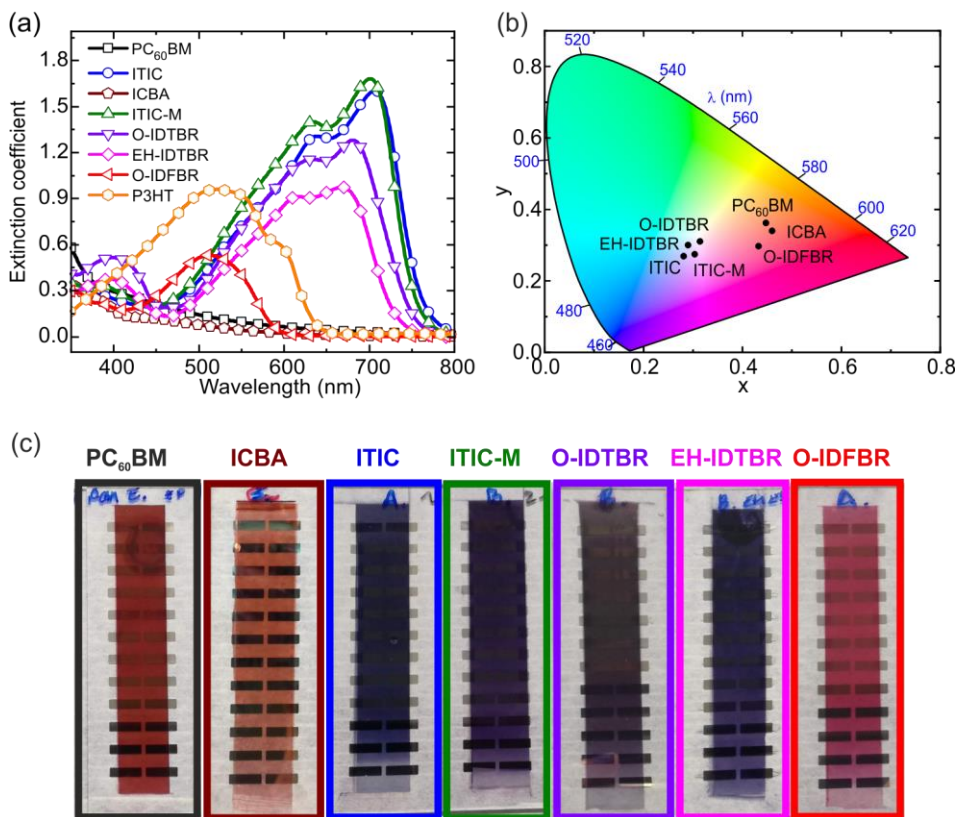 (a)
Extinction coefficient
1.8
1.5
1.2
0.9
0.6
0.3
0.0
PC₆₀BM
ITIC
ICBA
ITIC-M
O-IDTBR
EH-IDTBR
O-IDFBR
P3HT
400 500 600 700 800
Wavelength (nm)
(b)
y
0.8
0.6
0.4
0.2
0.0
520
540
λ (nm)
560
500
580
600
620
480
460
PC₆₀BM
O-IDTBR
ICBA
EH-IDTBR
O-IDFBR
ITIC
ITIC-M
0.0 0.2 0.4 0.6 0.8
x
(c)
PC₆₀BM ICBA ITIC ITIC-M O-IDTBR EH-IDTBR O-IDFBR
E. A. B. B. B. A.